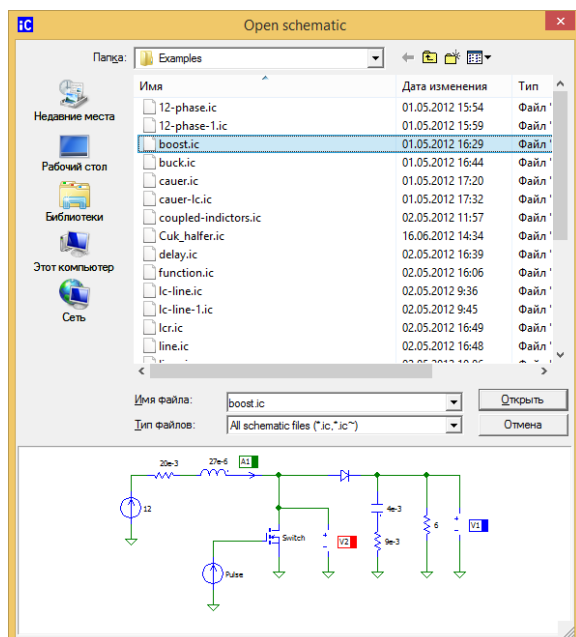 iC
Open schematic
Папка: Examples
Имя Дата изменения Тип
12-phase.ic 01.05.2012 15:54 Файл '
12-phase-1.ic 01.05.2012 15:59 Файл '
boost.ic 01.05.2012 16:29 Файл '
buck.ic 01.05.2012 16:44 Файл '
cauer.ic 01.05.2012 17:20 Файл '
cauer-lc.ic 01.05.2012 17:32 Файл '
coupled-indictors.ic 02.05.2012 11:57 Файл '
Cuk_halfer.ic 16.06.2012 14:34 Файл '
delay.ic 02.05.2012 16:39 Файл '
function.ic 02.05.2012 16:06 Файл '
lc-line.ic 02.05.2012 9:36 Файл '
lc-line-1.ic 02.05.2012 9:45 Файл '
lcr.ic 02.05.2012 16:49 Файл '
line.ic 02.05.2012 16:48 Файл '
Недавние места
Рабочий стол
Библиотеки
Этот компьютер
Сеть
Имя файла: boost.ic Открыть
Тип файлов: All schematic files (*.ic,*.ic~) Отмена
20e-3 27e-6 A1
12
4e-3
Switch V2 9e-3 6 V1
Pulse